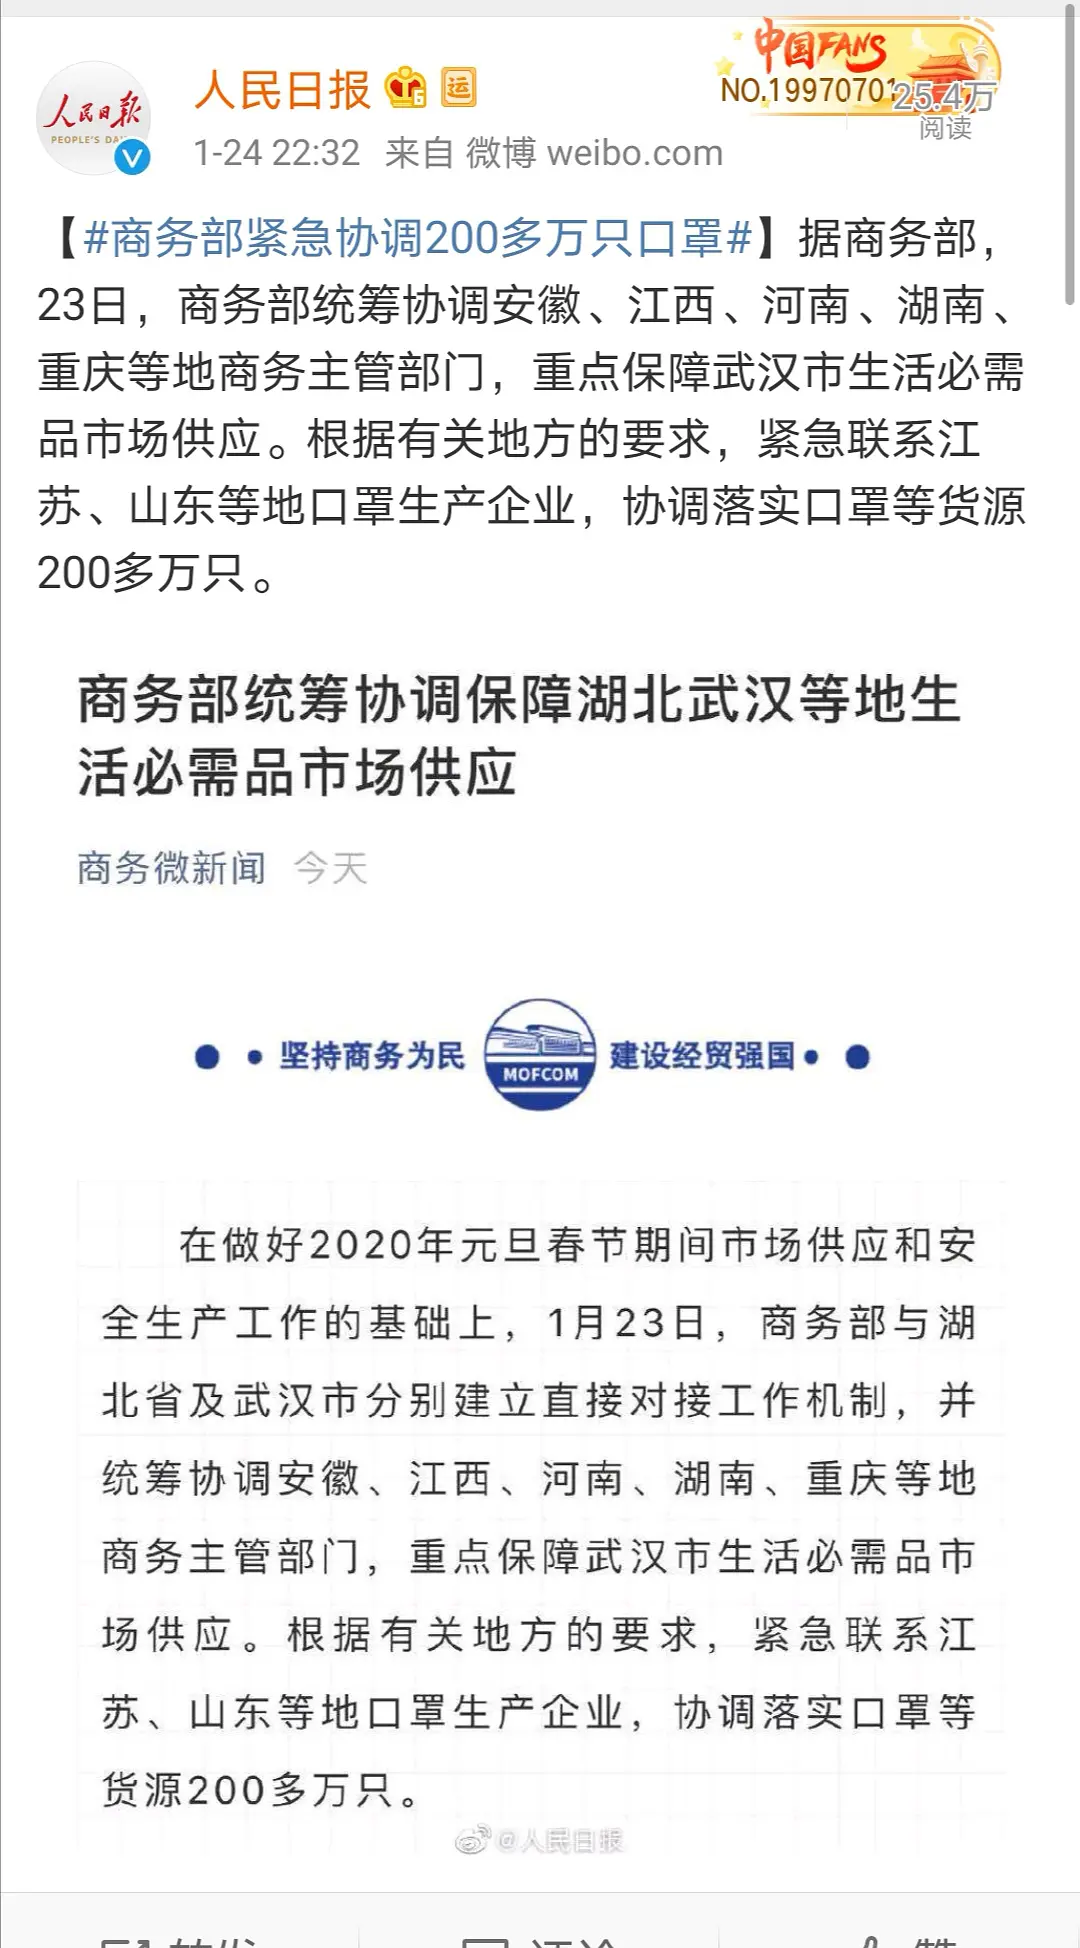 人民日报
PEOPLE'S DA
人民日报
运
中国FANS
NO.19970701
25.4万
阅读
1-24 22:32 来自 微博 weibo.com
【#商务部紧急协调200多万只口罩#】据商务部，
23日，商务部统筹协调安徽、江西、河南、湖南、
重庆等地商务主管部门，重点保障武汉市生活必需
品市场供应。根据有关地方的要求，紧急联系江
苏、山东等地口罩生产企业，协调落实口罩等货源
200多万只。
商务部统筹协调保障湖北武汉等地生
活必需品市场供应
商务微新闻 今天
坚持商务为民 MOFCOM 建设经贸强国
在做好2020年元旦春节期间市场供应和安
全生产工作的基础上，1月23日，商务部与湖
北省及武汉市分别建立直接对接工作机制，并
统筹协调安徽、江西、河南、湖南、重庆等地
商务主管部门，重点保障武汉市生活必需品市
场供应。根据有关地方的要求，紧急联系江
苏、山东等地口罩生产企业，协调落实口罩等
货源200多万只。
@人民日报
转发 评论 赞